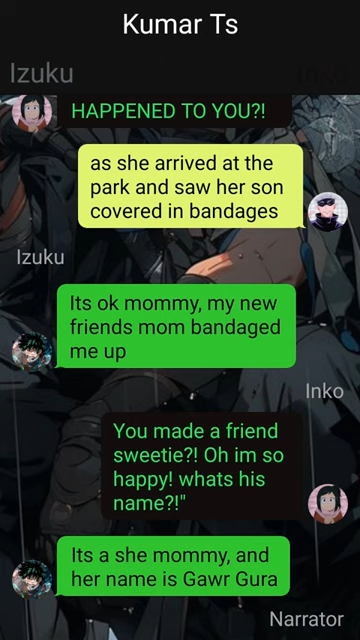 Kumar Ts
Izuku
Inko
HAPPENED TO YOU?!
as she arrived at the
park and saw her son
covered in bandages
Izuku
Its ok mommy, my new
friends mom bandaged
me up
Inko
You made a friend
sweetie?! Oh im so
happy! whats his
name?!"
Its a she mommy, and
her name is Gawr Gura
Narrator